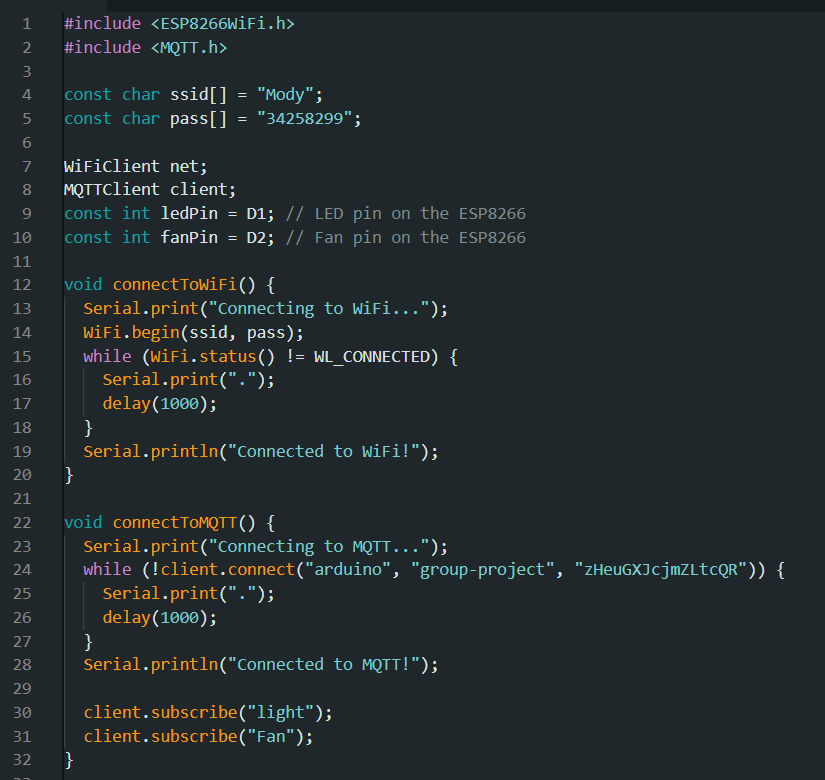 1 #include <ESP8266WiFi.h>
2 #include <MQTT.h>
3
4 const char ssid[] = "Mody";
5 const char pass[] = "34258299";
6
7 WiFiClient net;
8 MQTTClient client;
9 const int ledPin = D1; // LED pin on the ESP8266
10 const int fanPin = D2; // Fan pin on the ESP8266
11
12 void connectToWiFi() {
13   Serial.print("Connecting to WiFi...");
14   WiFi.begin(ssid, pass);
15   while (WiFi.status() != WL_CONNECTED) {
16     Serial.print(".");
17     delay(1000);
18   }
19   Serial.println("Connected to WiFi!");
20 }
21
22 void connectToMQTT() {
23   Serial.print("Connecting to MQTT...");
24   while (!client.connect("arduino", "group-project", "zHeuGXJcjmZLtcQR")) {
25     Serial.print(".");
26     delay(1000);
27   }
28   Serial.println("Connected to MQTT!");
29
30   client.subscribe("light");
31   client.subscribe("Fan");
32 }